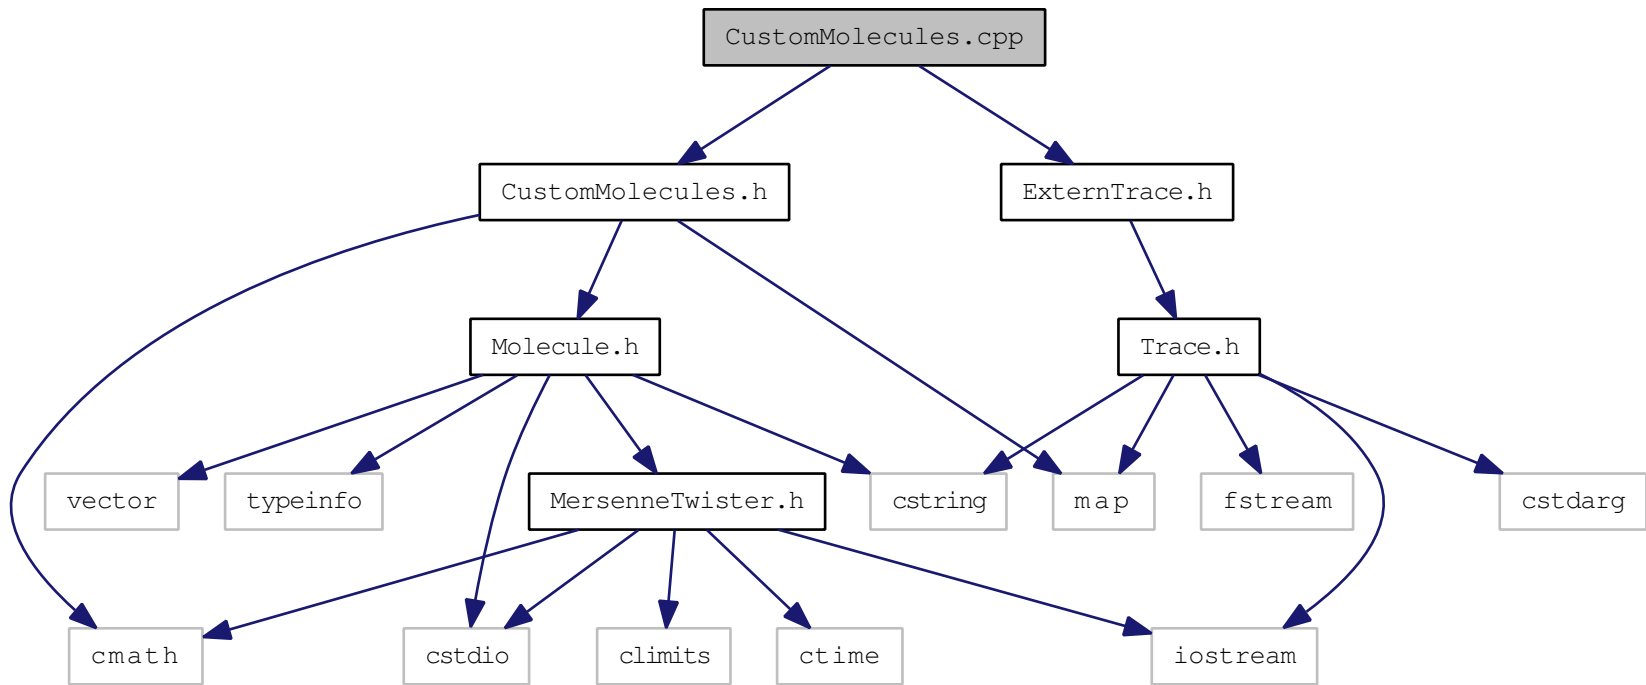 CustomMolecules.cpp
CustomMolecules.h
ExternTrace.h
Molecule.h
Trace.h
vector
typeinfo
MersenneTwister.h
cstring
map
fstream
cstdarg
cmath
cstdio
climits
ctime
iostream